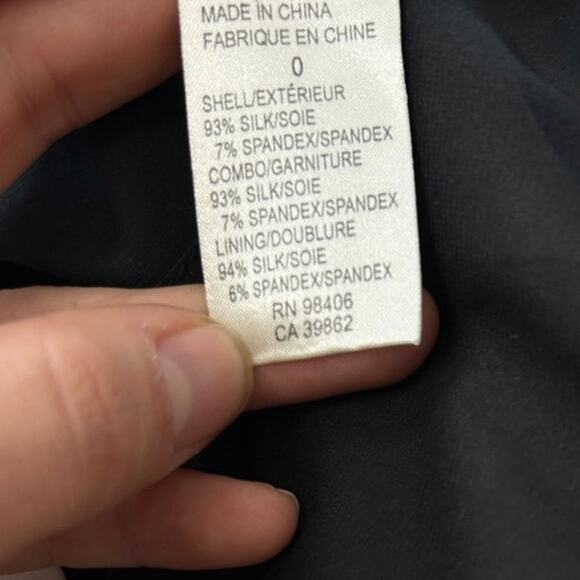 MADE IN CHINA
FABRIQUE EN CHINE
0
SHELL/EXTÉRIEUR
93% SILK/SOIE
7% SPANDEX/SPANDEX
COMBO/GARNITURE
93% SILK/SOIE
7% SPANDEX/SPANDEX
LINING/DOUBLURE
94% SILK/SOIE
6% SPANDEX/SPANDEX
RN 98406
CA 39862